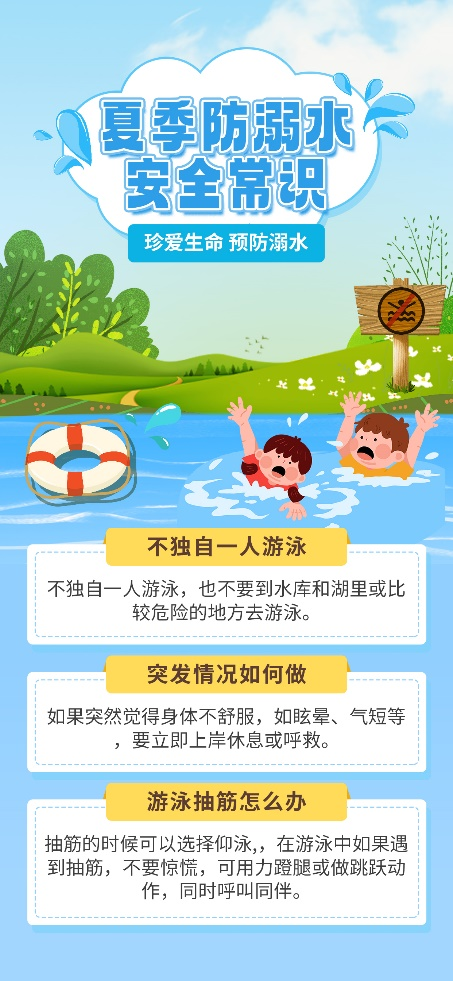 夏季防溺水
安全常识
珍爱生命 预防溺水
不独自一人游泳
不独自一人游泳，也不要到水库和湖里或比
较危险的地方去游泳。
突发情况如何做
如果突然觉得身体不舒服，如眩晕、气短等
，要立即上岸休息或呼救。
游泳抽筋怎么办
抽筋的时候可以选择仰泳,，在游泳中如果遇
到抽筋，不要惊慌，可用力蹬腿或做跳跃动
作，同时呼叫同伴。